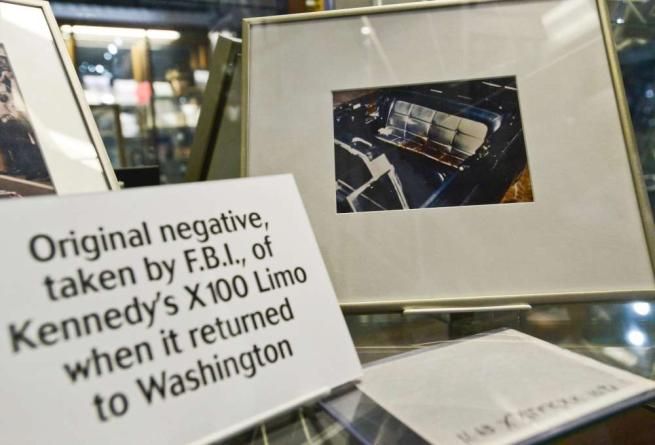 Original negative,
taken by F.B.I., of
Kennedy's X100 Limo
when it returned
to Washington